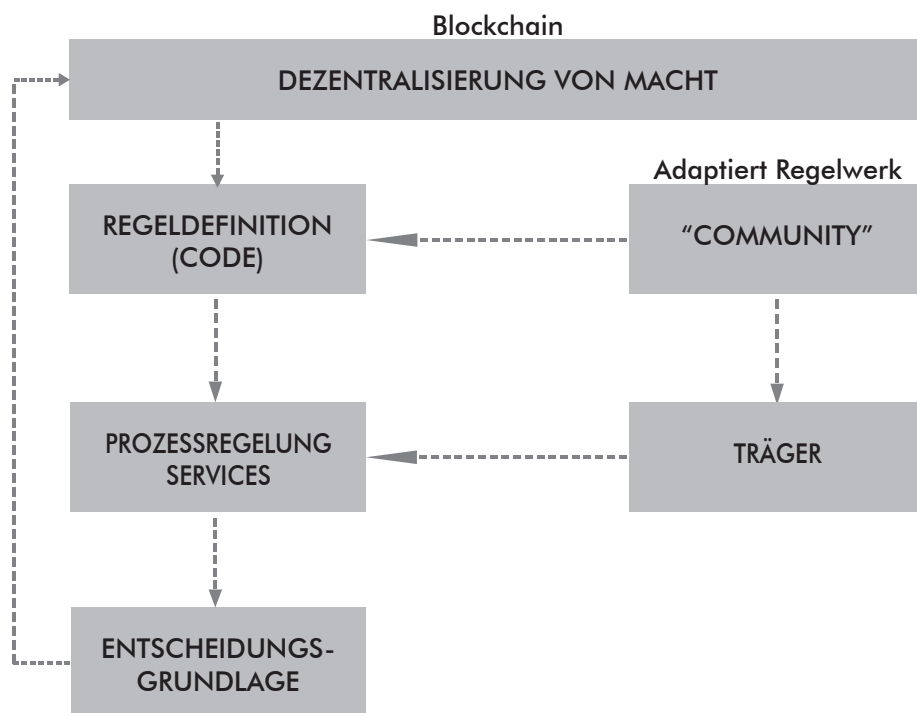 Blockchain
DEZENTRALISIERUNG VON MACHT
Adaptiert Regelwerk
REGELDEFINITION
(CODE)
“COMMUNITY”
PROZESSREGELUNG
SERVICES
TRÄGER
ENTSCHEIDUNGS-
GRUNDLAGE